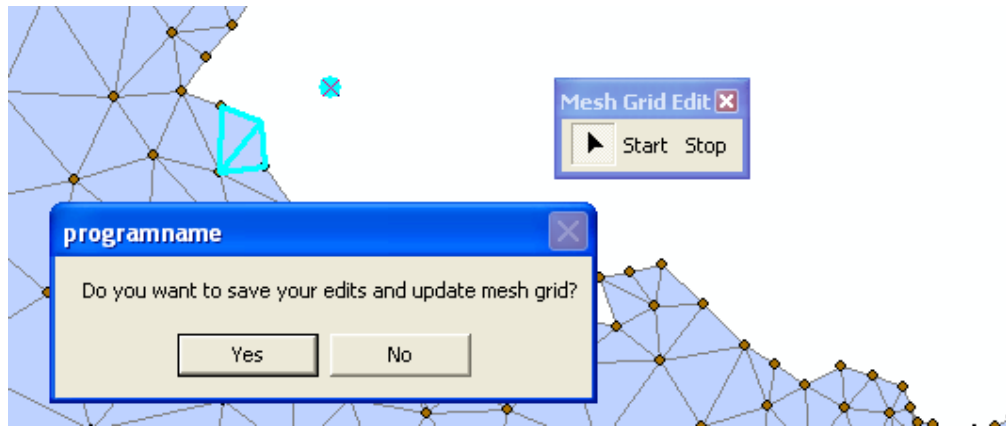 Mesh Grid Edit
Start Stop
programname
Do you want to save your edits and update mesh grid?
Yes No